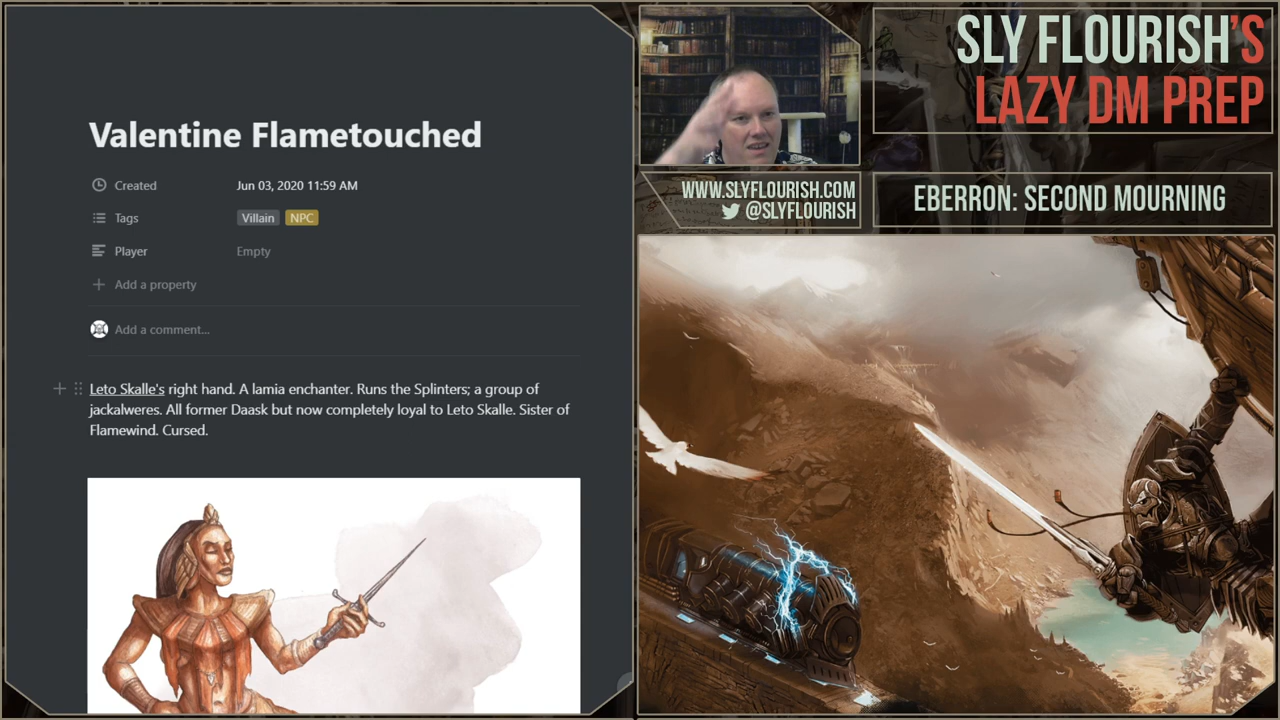 Valentine Flametouched
Created Jun 03, 2020 11:59 AM
Tags Villain NPC
Player Empty
Add a property
Add a comment...
Leto Skalle's right hand. A lamia enchanter. Runs the Splinters; a group of
jackalweres. All former Daask but now completely loyal to Leto Skalle. Sister of
Flamewind. Cursed.
SLY FLOURISH'S
LAZY DM PREP
WWW.SLYFLOURISH.COM
@SLYFLOURISH
EBERRON: SECOND MOURNING